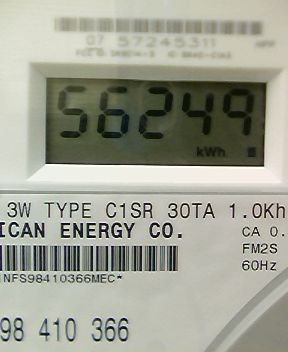 07 57245311
56249
kWh
3W TYPE C1SR 30TA 1.0Kh
ICAN ENERGY CO.
CA 0.
FM2S
60Hz
INFS98410366MEC*
98 410 366